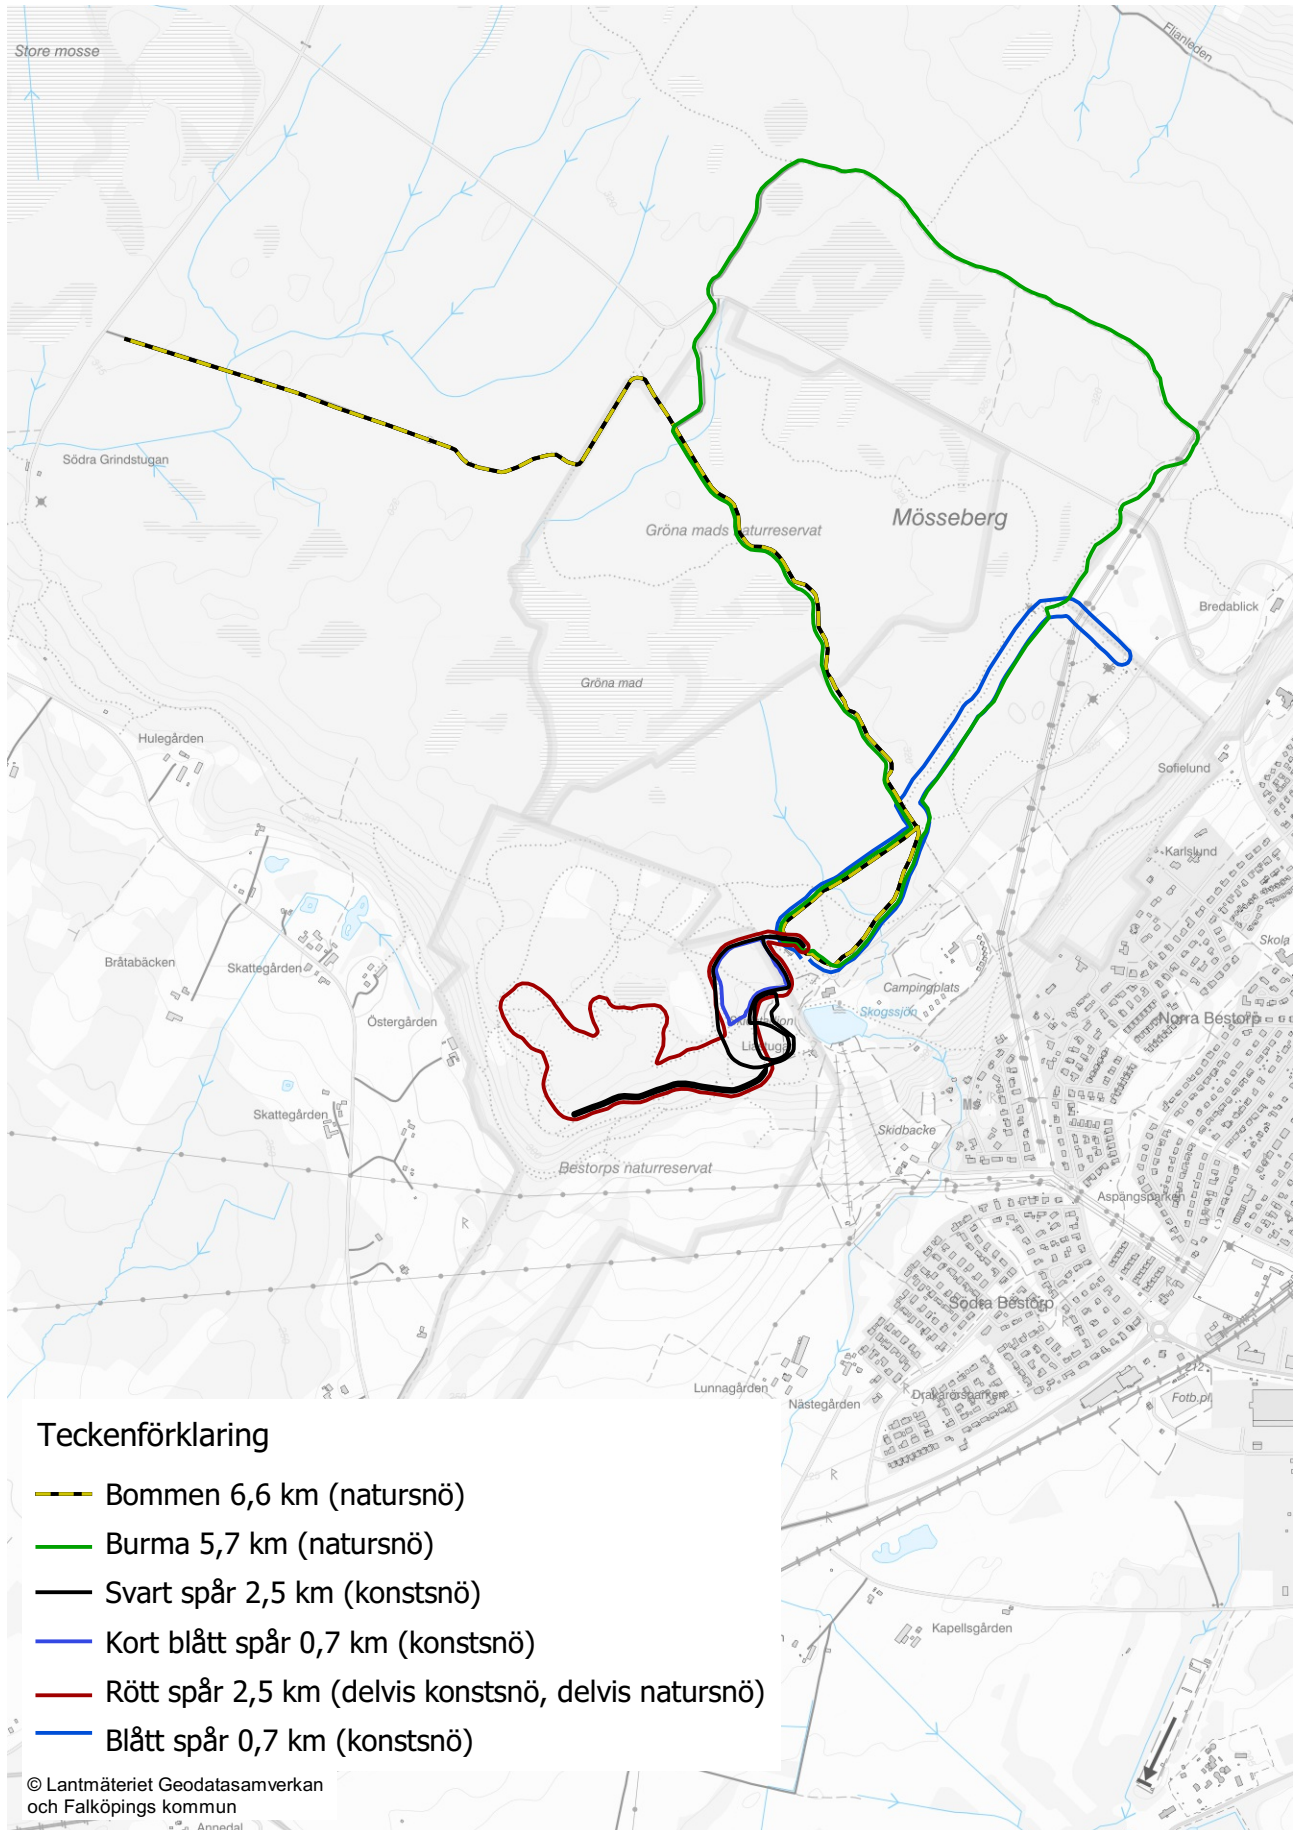 Store mosse
Ellanleden
Södra Grindstugan
Gröna mads naturreservat
Mösseberg
Bredablick
Gröna mad
Hulegården
Sofielund
Karlslund
Bråtabäcken
Skattegården
Östergården
Campingplats
Skogssjön
Skola
Norra Bestorp
Skattegården
Skidbacke
Bestorps naturreservat
Aspängsparken
Södra Bestorp
Lunnagården
Nästegården
Drakarörsparken
212
Fotb.pl
Teckenförklaring
Bommen 6,6 km (natursnö)
Burma 5,7 km (natursnö)
Svart spår 2,5 km (konstsnö)
Kort blått spår 0,7 km (konstsnö)
Kapellsgården
Rött spår 2,5 km (delvis konstsnö, delvis natursnö)
Blått spår 0,7 km (konstsnö)
© Lantmäteriet Geodatasamverkan
och Falköpings kommun
Annedal